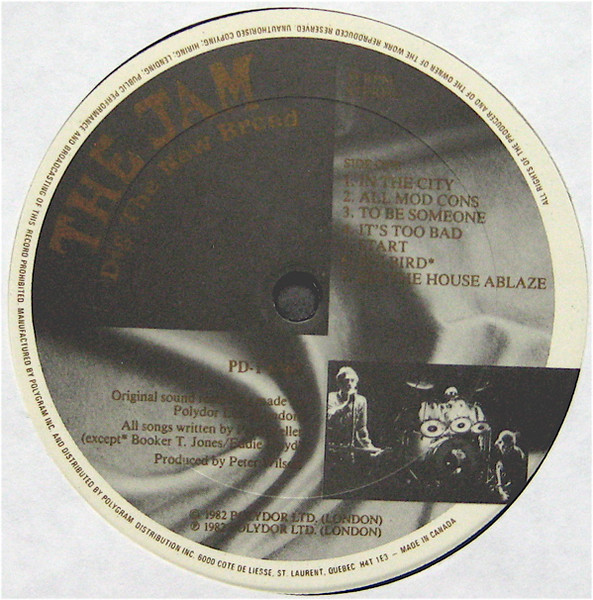 ALL RIGHTS OF THE PRODUCER AND OF THE OWNER OF THE WORK REPRODUCED RESERVED. UNAUTHORISED COPYING, HIRING, LENDING, PUBLIC PERFORMANCE AND BROADCASTING OF THIS RECORD PROHIBITED. MANUFACTURED BY POLYGRAM INC. AND DISTRIBUTED BY POLYGRAM DISTRIBUTION INC. 6000 COTE DE LIESSE, ST. LAURENT, QUEBEC H4T 1E3 – MADE IN CANADA
THE JAM
Dig The New Breed
SIDE ONE
1. IN THE CITY
2. ALL MOD CONS
3. TO BE SOMEONE
4. IT'S TOO BAD
START
BIRD*
THE HOUSE ABLAZE
Original sound made
Polydor
All songs written by
(except* Booker T. Jones/Eddie
Produced by Peter Wilson
© 1982 POLYDOR LTD. (LONDON)
℗ 1982 POLYDOR LTD. (LONDON)